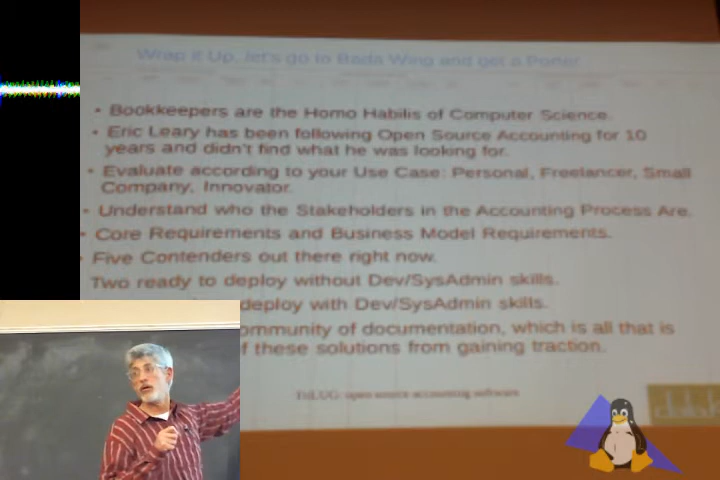 Wrap it Up, let's go to Bada Wing and get a Porter
• Bookkeepers are the Homo Habilis of Computer Science.
• Eric Leary has been following Open Source Accounting for 10
years and didn't find what he was looking for.
• Evaluate according to your Use Case: Personal, Freelancer, Small
Company, Innovator.
• Understand who the Stakeholders in the Accounting Process Are.
• Core Requirements and Business Model Requirements.
• Five Contenders out there right now.
Two ready to deploy without Dev/SysAdmin skills.
deploy with Dev/SysAdmin skills.
ommunity of documentation, which is all that is
f these solutions from gaining traction.
TriLUG: open source accounting software